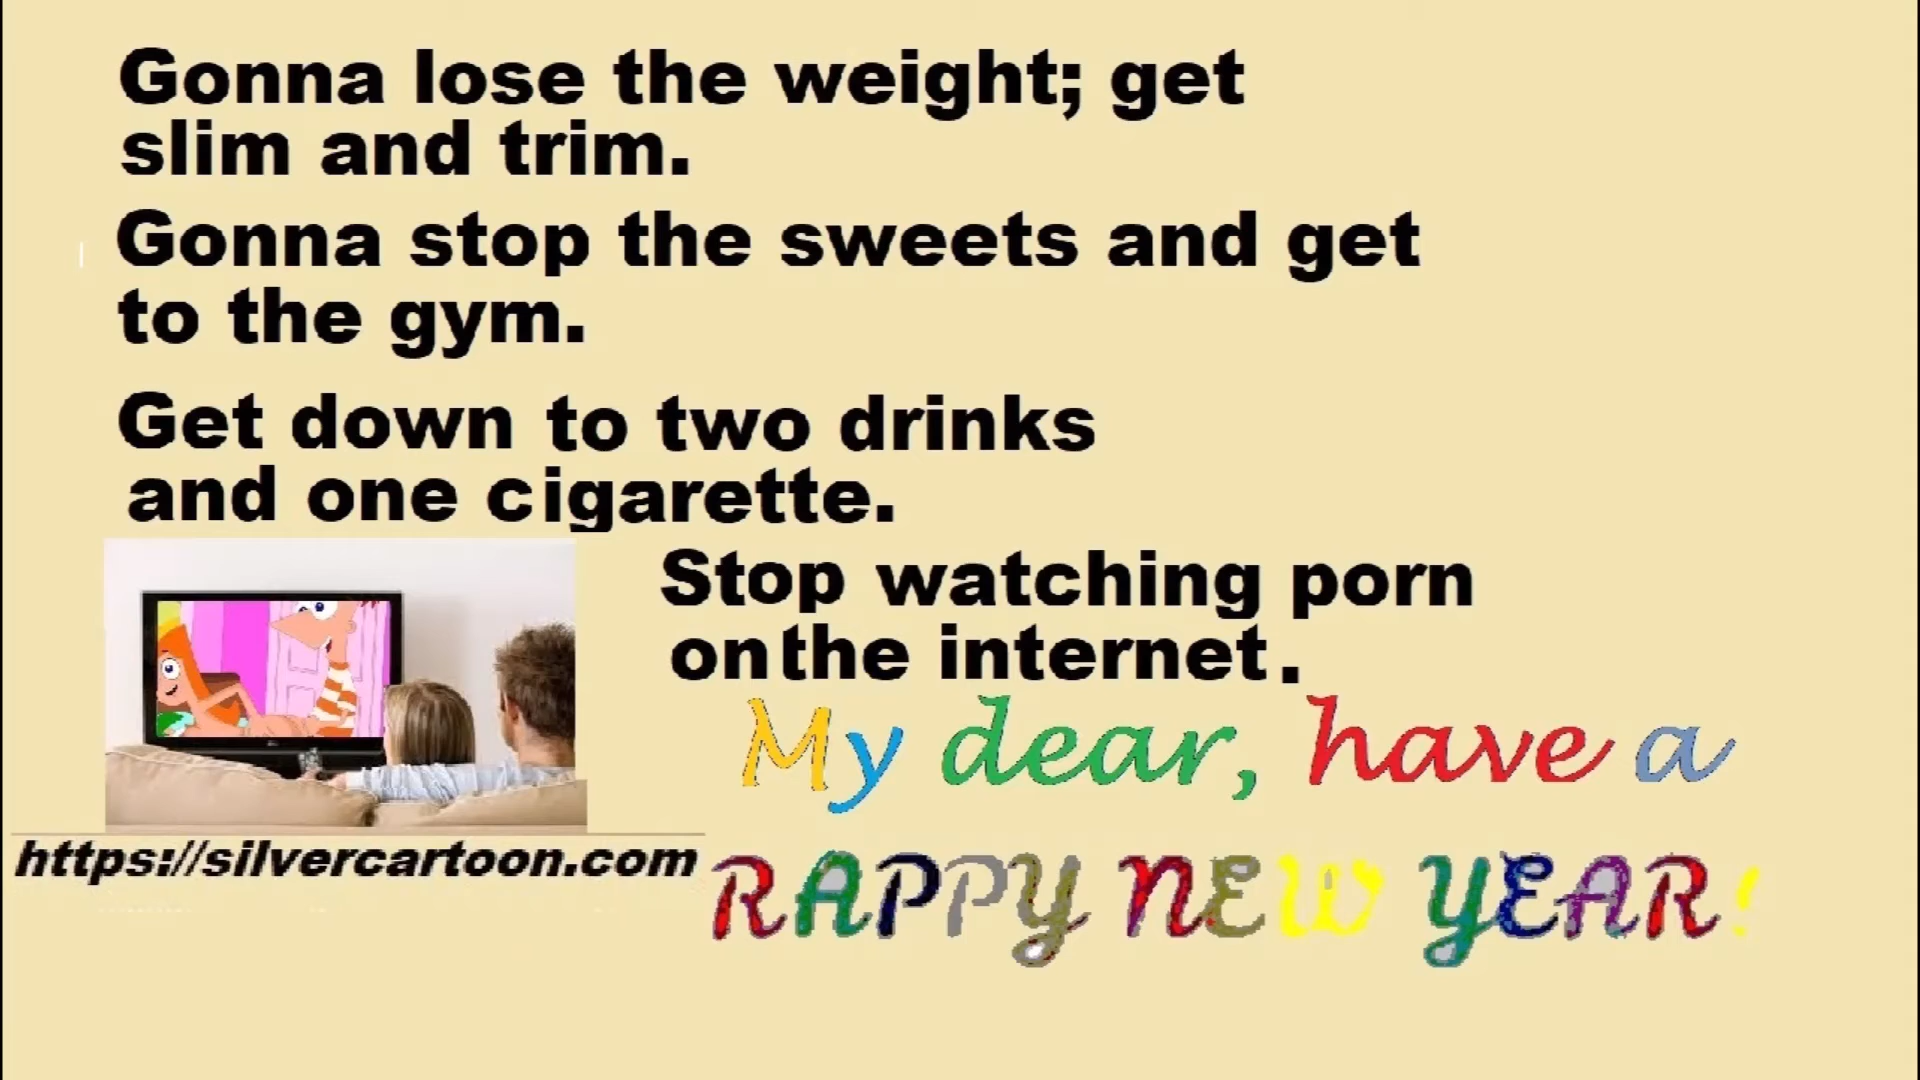 Gonna lose the weight; get
slim and trim.
Gonna stop the sweets and get
to the gym.
Get down to two drinks
and one cigarette.
Stop watching porn
on the internet.
My dear, have a
https://silvercartoon.com
RAPPY NEW YEAR!